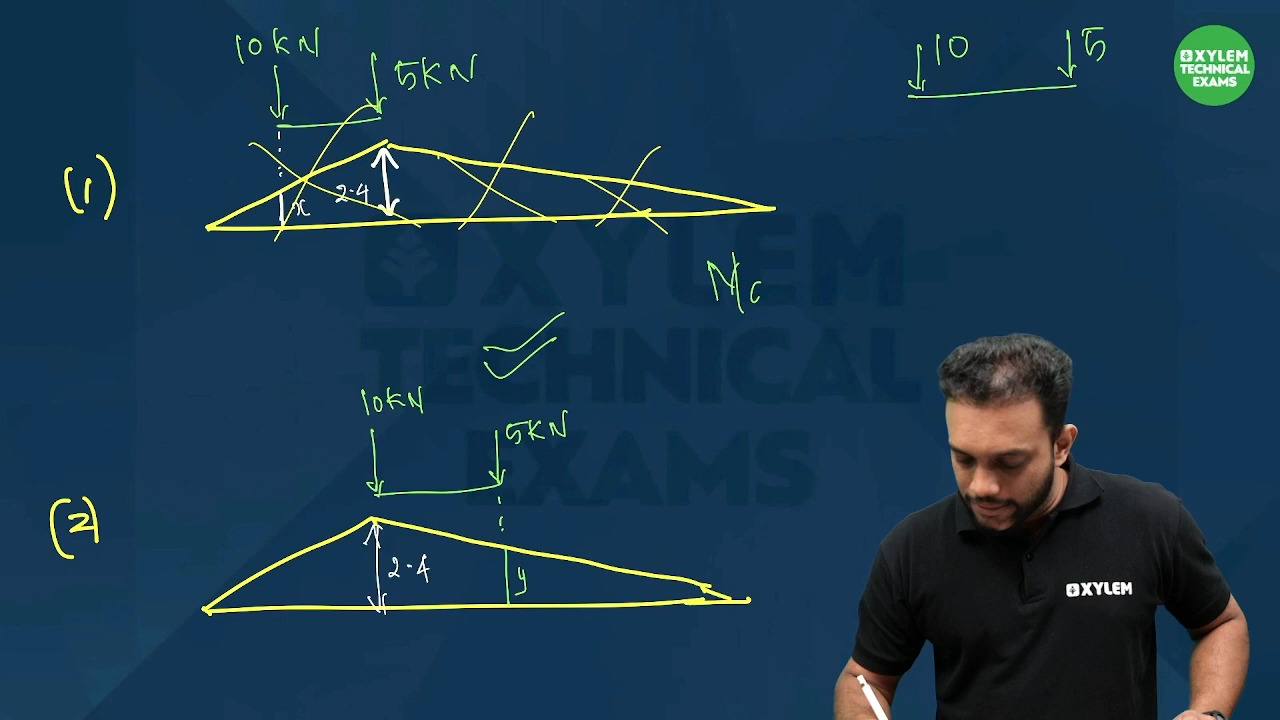 10kN
5kN
10
5
XYLEM
TECHNICAL
EXAMS
(1)
x
2.4
Mc
XYLEM
TECHNICAL
EXAMS
10kN
5kN
(2)
2.4
y
XYLEM